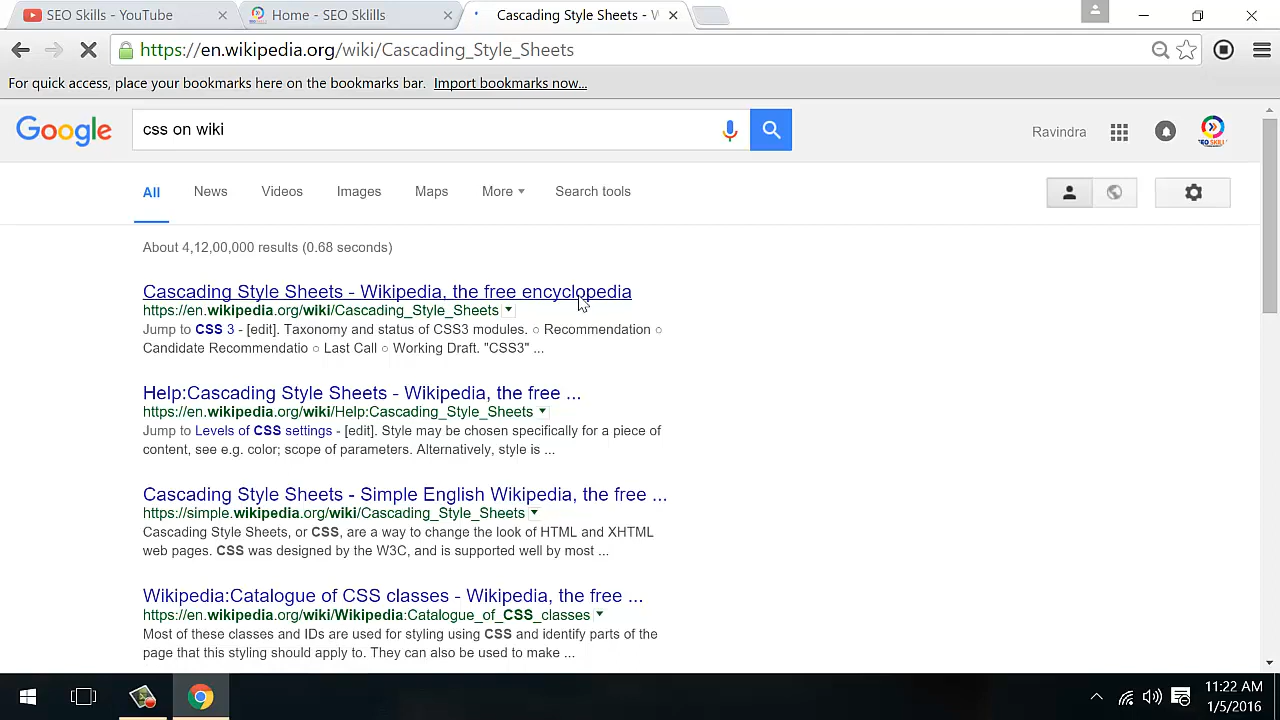 SEO Skills - YouTube
Home - SEO Sklills
Cascading Style Sheets - W
https://en.wikipedia.org/wiki/Cascading_Style_Sheets
For quick access, place your bookmarks here on the bookmarks bar. Import bookmarks now...
Google
css on wiki
Ravindra
All News Videos Images Maps More Search tools
About 4,12,00,000 results (0.68 seconds)
Cascading Style Sheets - Wikipedia, the free encyclopedia
https://en.wikipedia.org/wiki/Cascading_Style_Sheets
Jump to CSS 3 - [edit]. Taxonomy and status of CSS3 modules. ○ Recommendation ○
Candidate Recommendatio ○ Last Call ○ Working Draft. "CSS3" ...
Help:Cascading Style Sheets - Wikipedia, the free ...
https://en.wikipedia.org/wiki/Help:Cascading_Style_Sheets
Jump to Levels of CSS settings - [edit]. Style may be chosen specifically for a piece of
content, see e.g. color; scope of parameters. Alternatively, style is ...
Cascading Style Sheets - Simple English Wikipedia, the free ...
https://simple.wikipedia.org/wiki/Cascading_Style_Sheets
Cascading Style Sheets, or CSS, are a way to change the look of HTML and XHTML
web pages. CSS was designed by the W3C, and is supported well by most ...
Wikipedia:Catalogue of CSS classes - Wikipedia, the free ...
https://en.wikipedia.org/wiki/Wikipedia:Catalogue_of_CSS_classes
Most of these classes and IDs are used for styling using CSS and identify parts of the
page that this styling should apply to. They can also be used to make ...
11:22 AM
1/5/2016